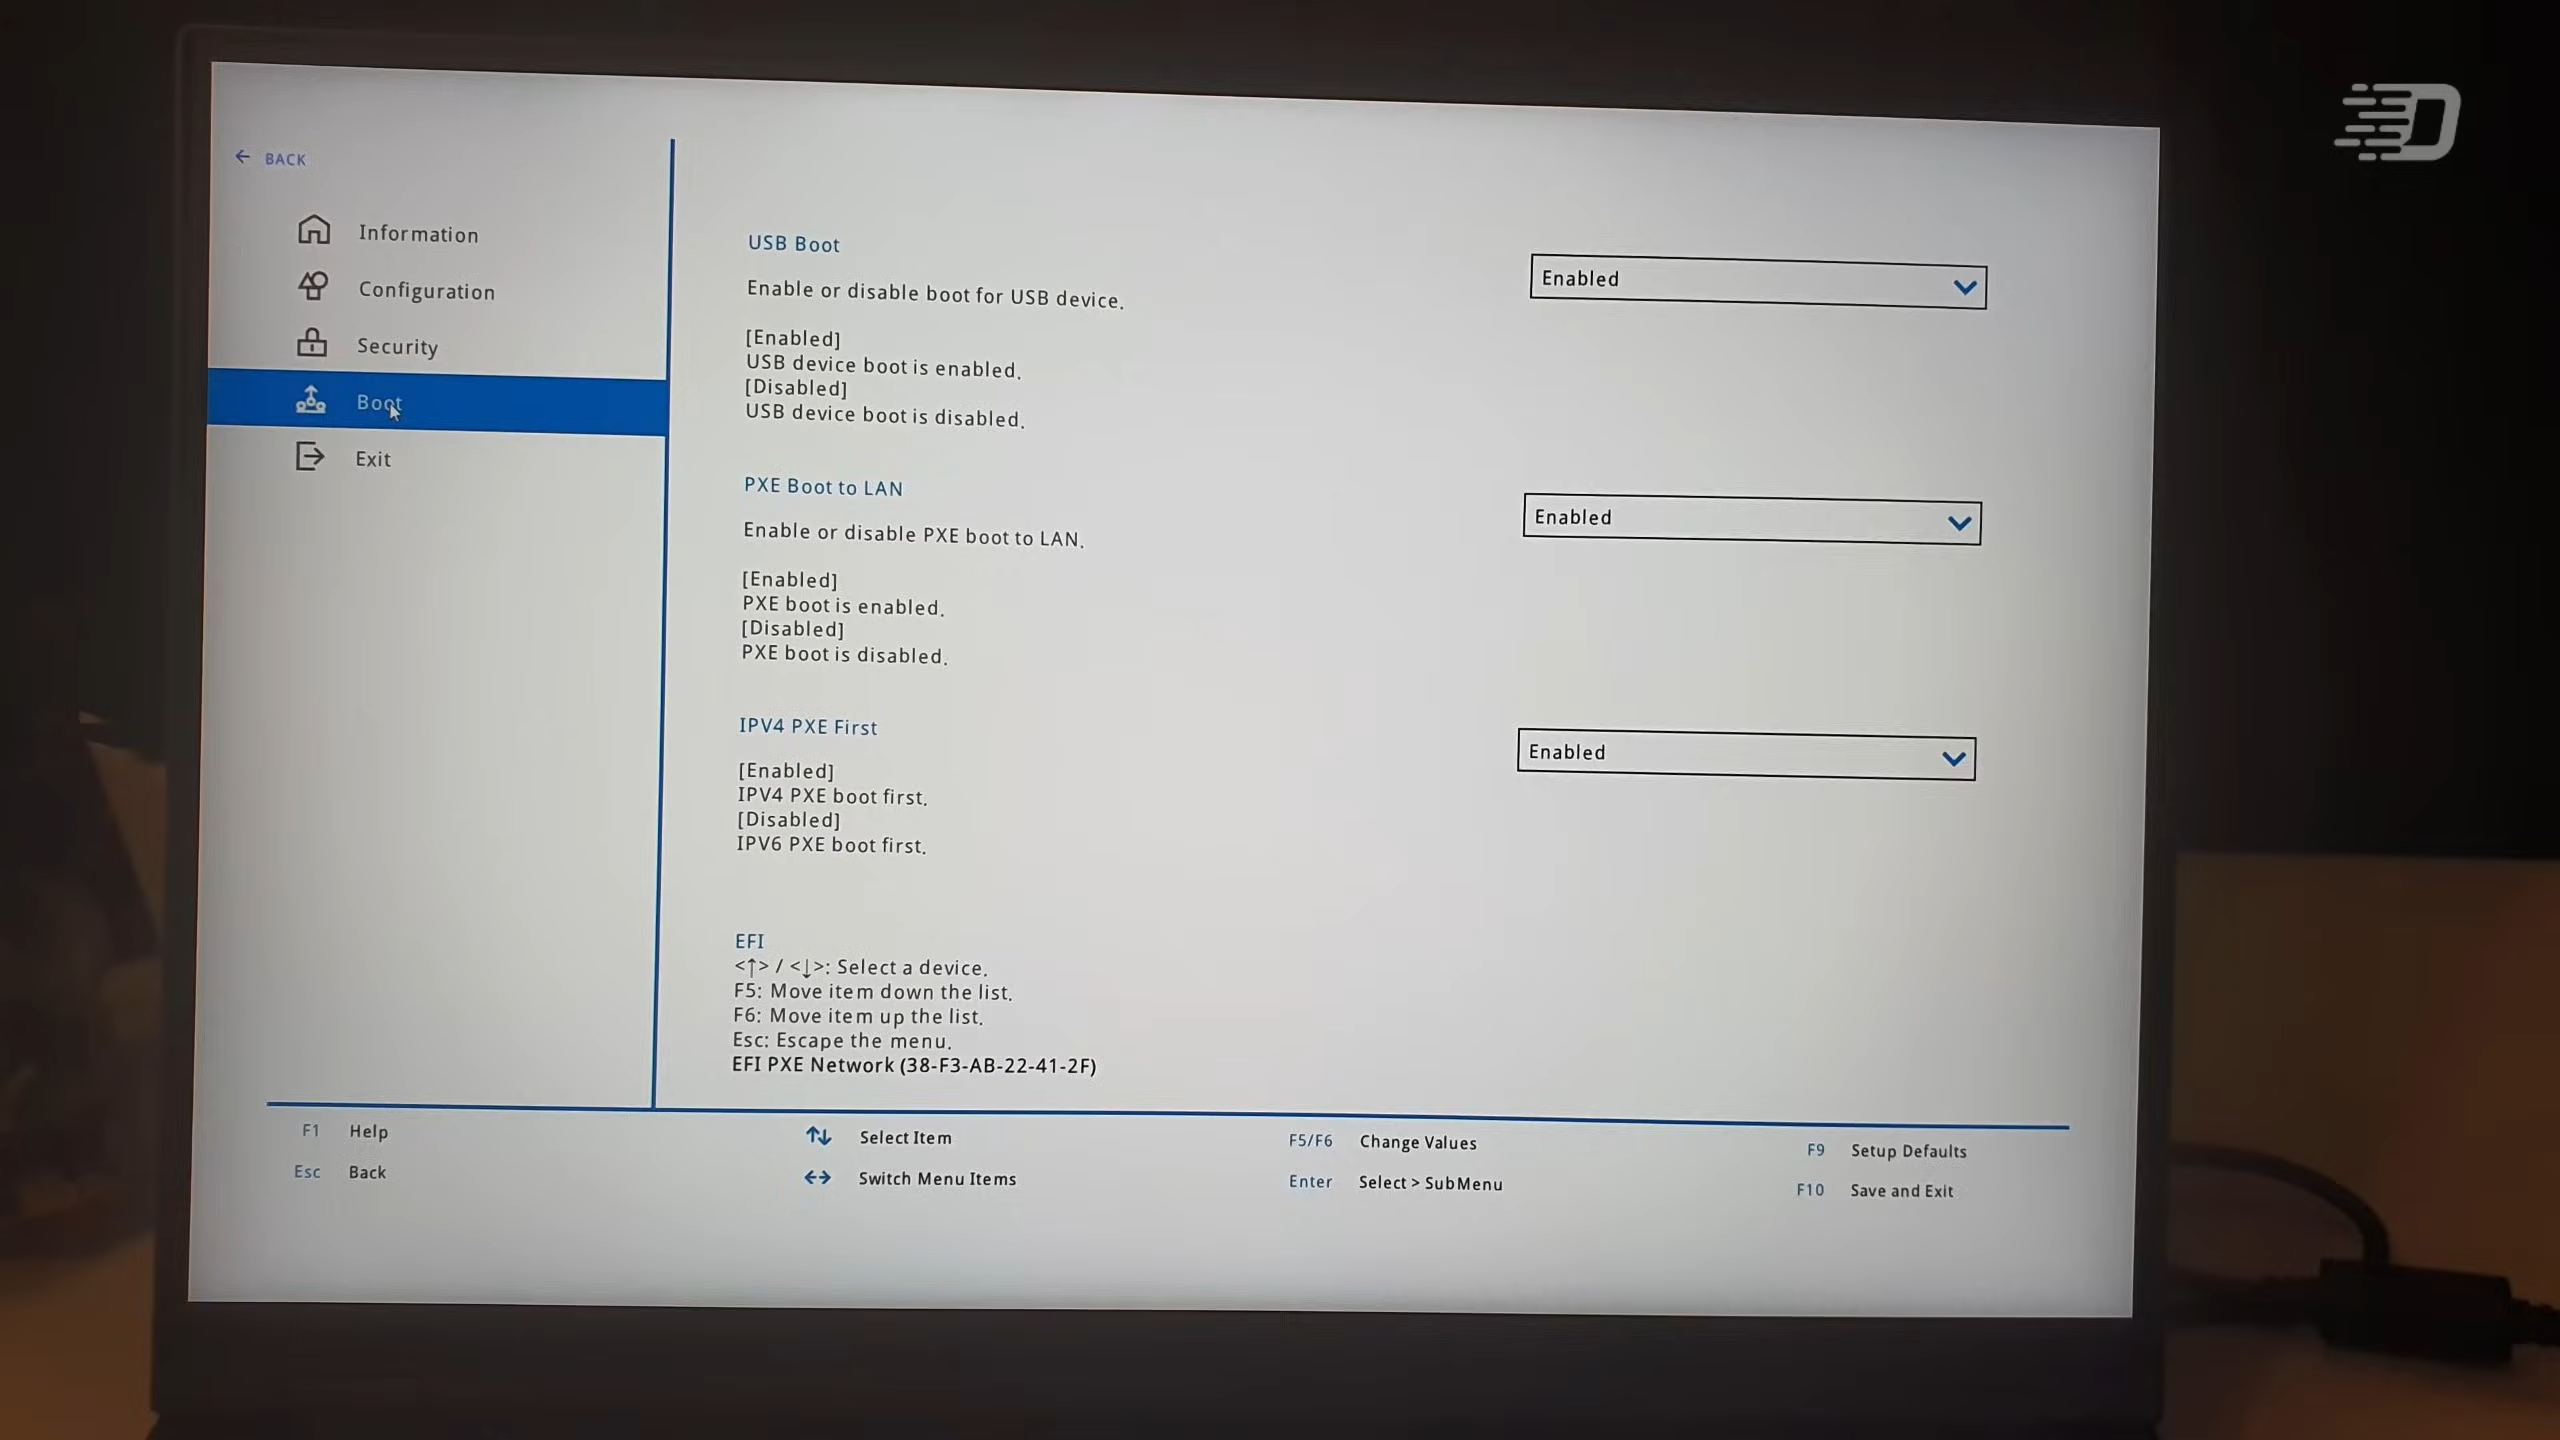 BACK
Information
Configuration
Security
Boot
Exit
USB Boot
Enabled
Enable or disable boot for USB device.
[Enabled]
USB device boot is enabled.
[Disabled]
USB device boot is disabled.
PXE Boot to LAN
Enabled
Enable or disable PXE boot to LAN.
[Enabled]
PXE boot is enabled.
[Disabled]
PXE boot is disabled.
IPV4 PXE First
Enabled
[Enabled]
IPV4 PXE boot first.
[Disabled]
IPV6 PXE boot first.
EFI
<↑> / <↓>: Select a device.
F5: Move item down the list.
F6: Move item up the list.
Esc: Escape the menu.
EFI PXE Network (38-F3-AB-22-41-2F)
F1 Help
Esc Back
↑↓ Select Item
↔ Switch Menu Items
F5/F6 Change Values
Enter Select > SubMenu
F9 Setup Defaults
F10 Save and Exit
D